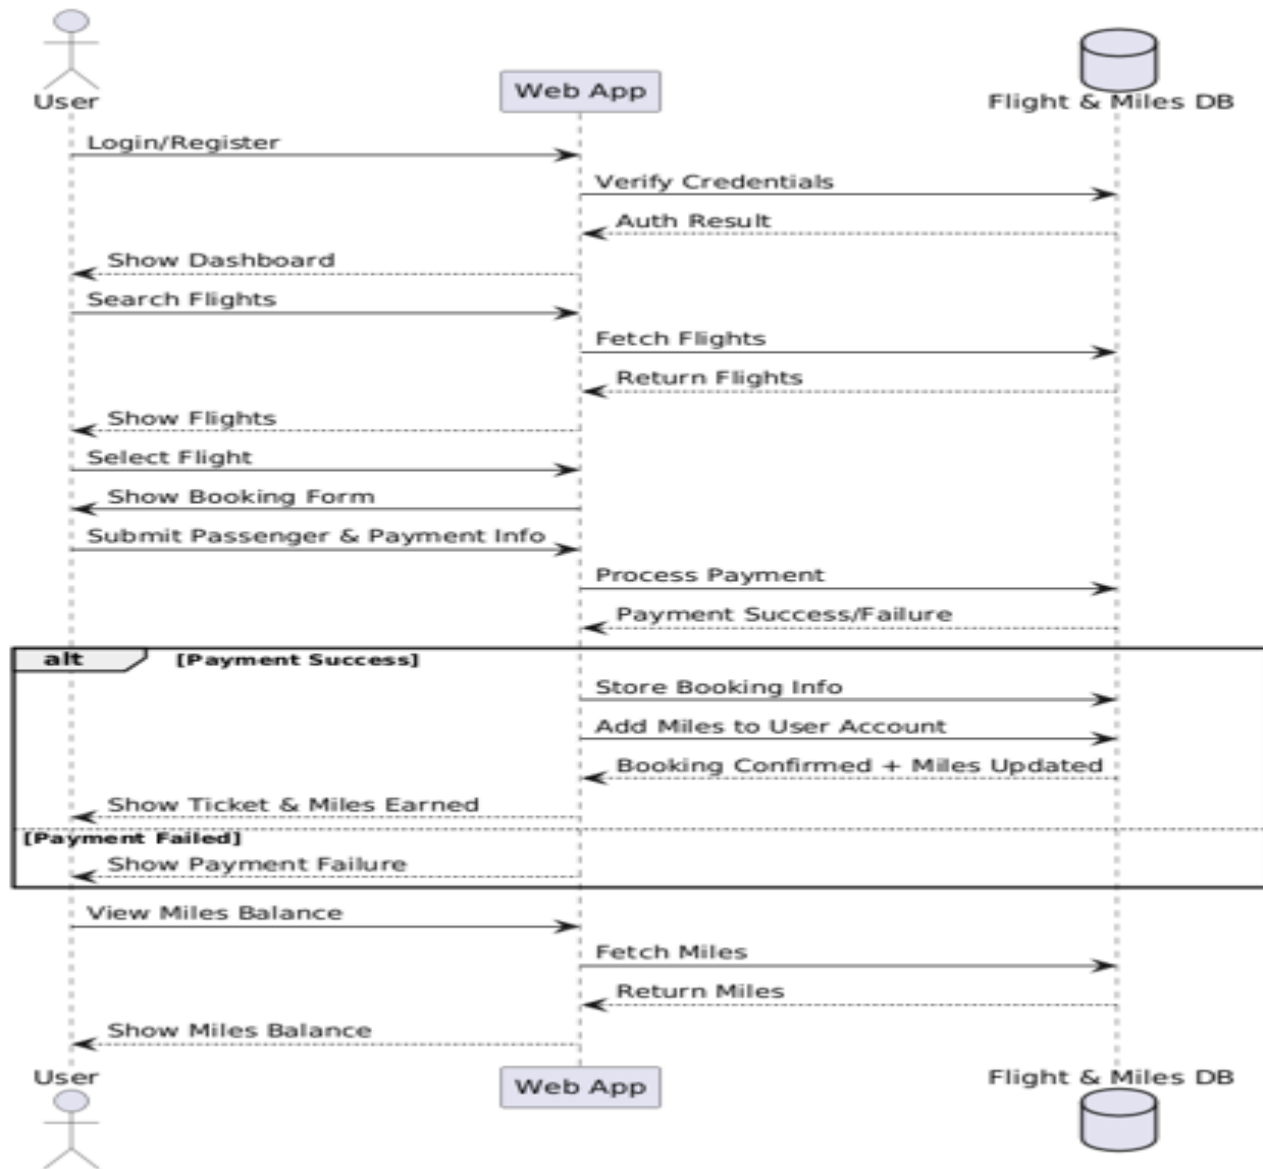 User
Web App
Flight & Miles DB
Login/Register
Verify Credentials
Auth Result
Show Dashboard
Search Flights
Fetch Flights
Return Flights
Show Flights
Select Flight
Show Booking Form
Submit Passenger & Payment Info
Process Payment
Payment Success/Failure
alt [Payment Success]
Store Booking Info
Add Miles to User Account
Booking Confirmed + Miles Updated
Show Ticket & Miles Earned
[Payment Failed]
Show Payment Failure
View Miles Balance
Fetch Miles
Return Miles
Show Miles Balance
User
Web App
Flight & Miles DB